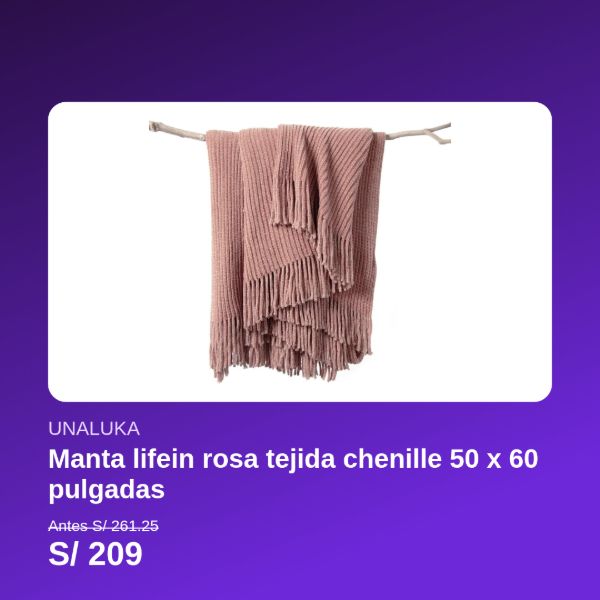 UNALUKA
Manta lifein rosa tejida chenille 50 x 60
pulgadas
Antes S/ 261.25
S/ 209